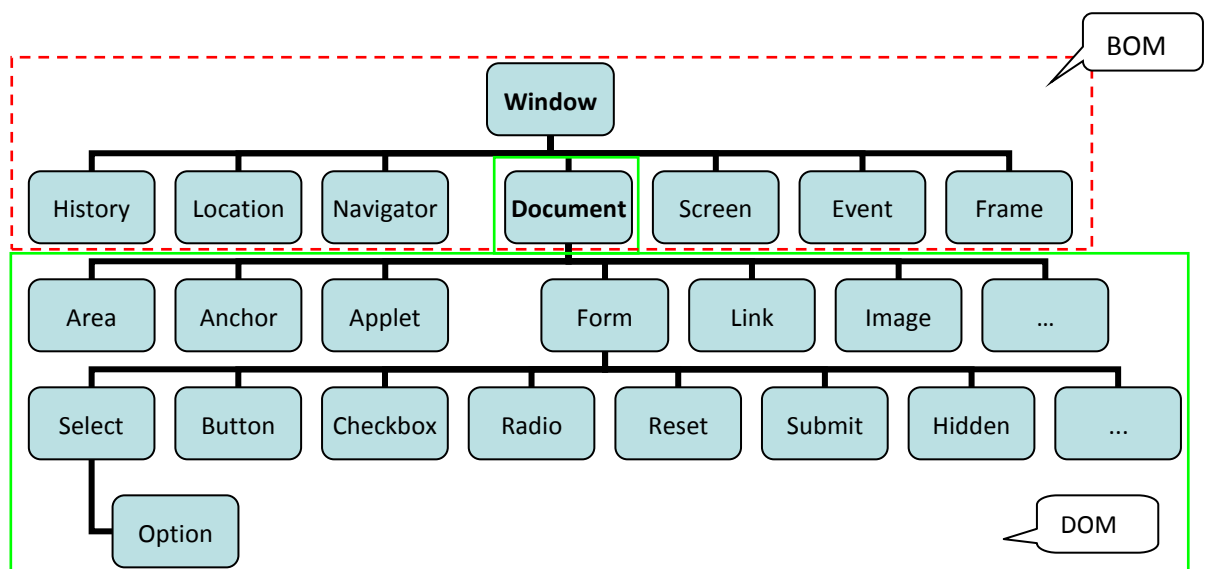 BOM
Window
History
Location
Navigator
Document
Screen
Event
Frame
Area
Anchor
Applet
Form
Link
Image
...
Select
Button
Checkbox
Radio
Reset
Submit
Hidden
...
Option
DOM